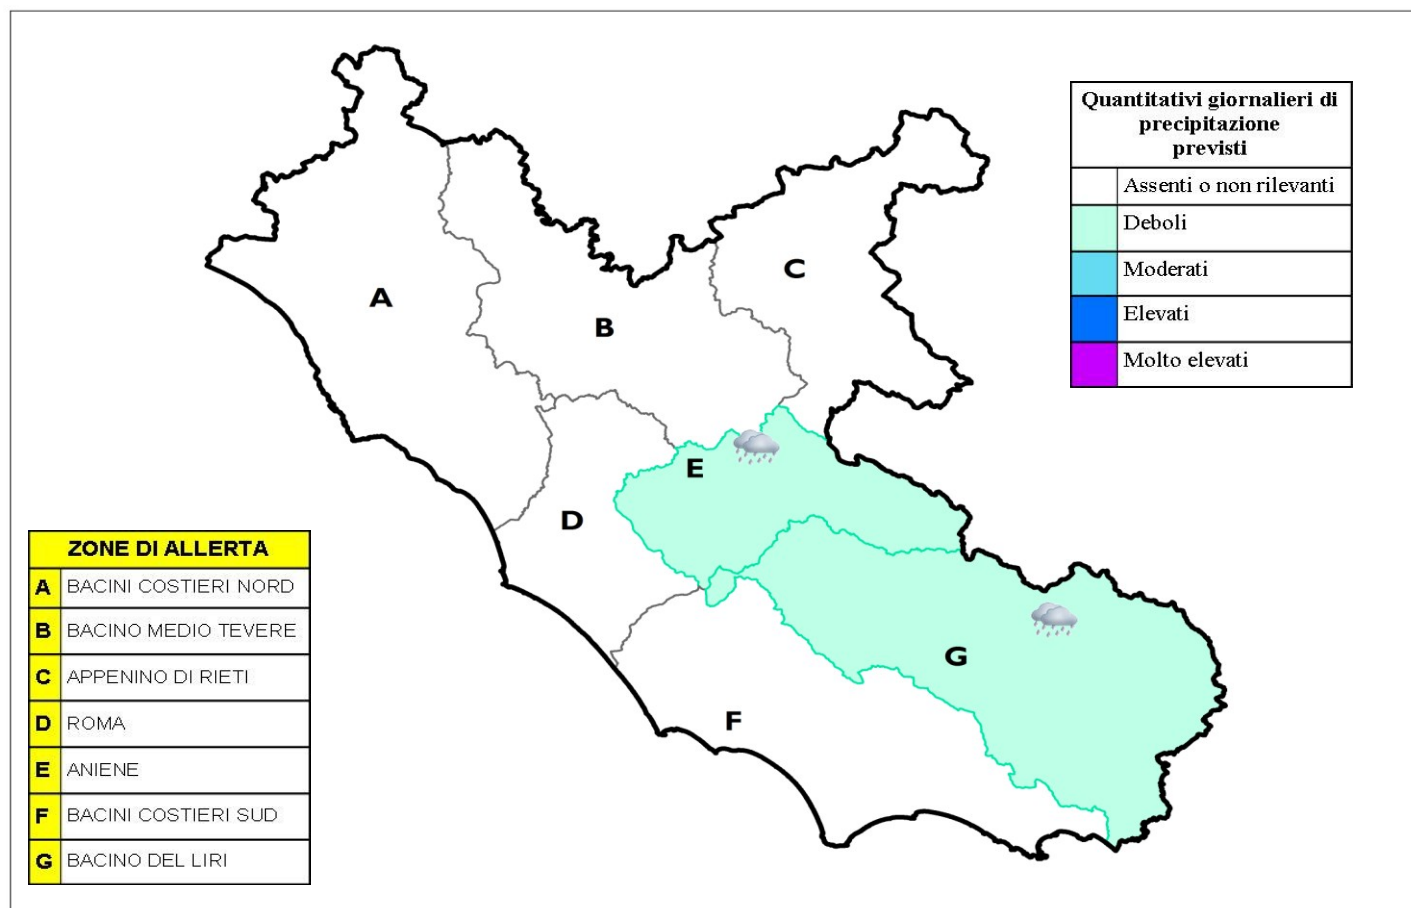 Quantitativi giornalieri di
precipitazione
previsti
Assenti o non rilevanti
Deboli
Moderati
Elevati
Molto elevati
A
B
C
D
E
F
G
ZONE DI ALLERTA
A BACINI COSTIERI NORD
B BACINO MEDIO TEVERE
C APPENINO DI RIETI
D ROMA
E ANIENE
F BACINI COSTIERI SUD
G BACINO DEL LIRI